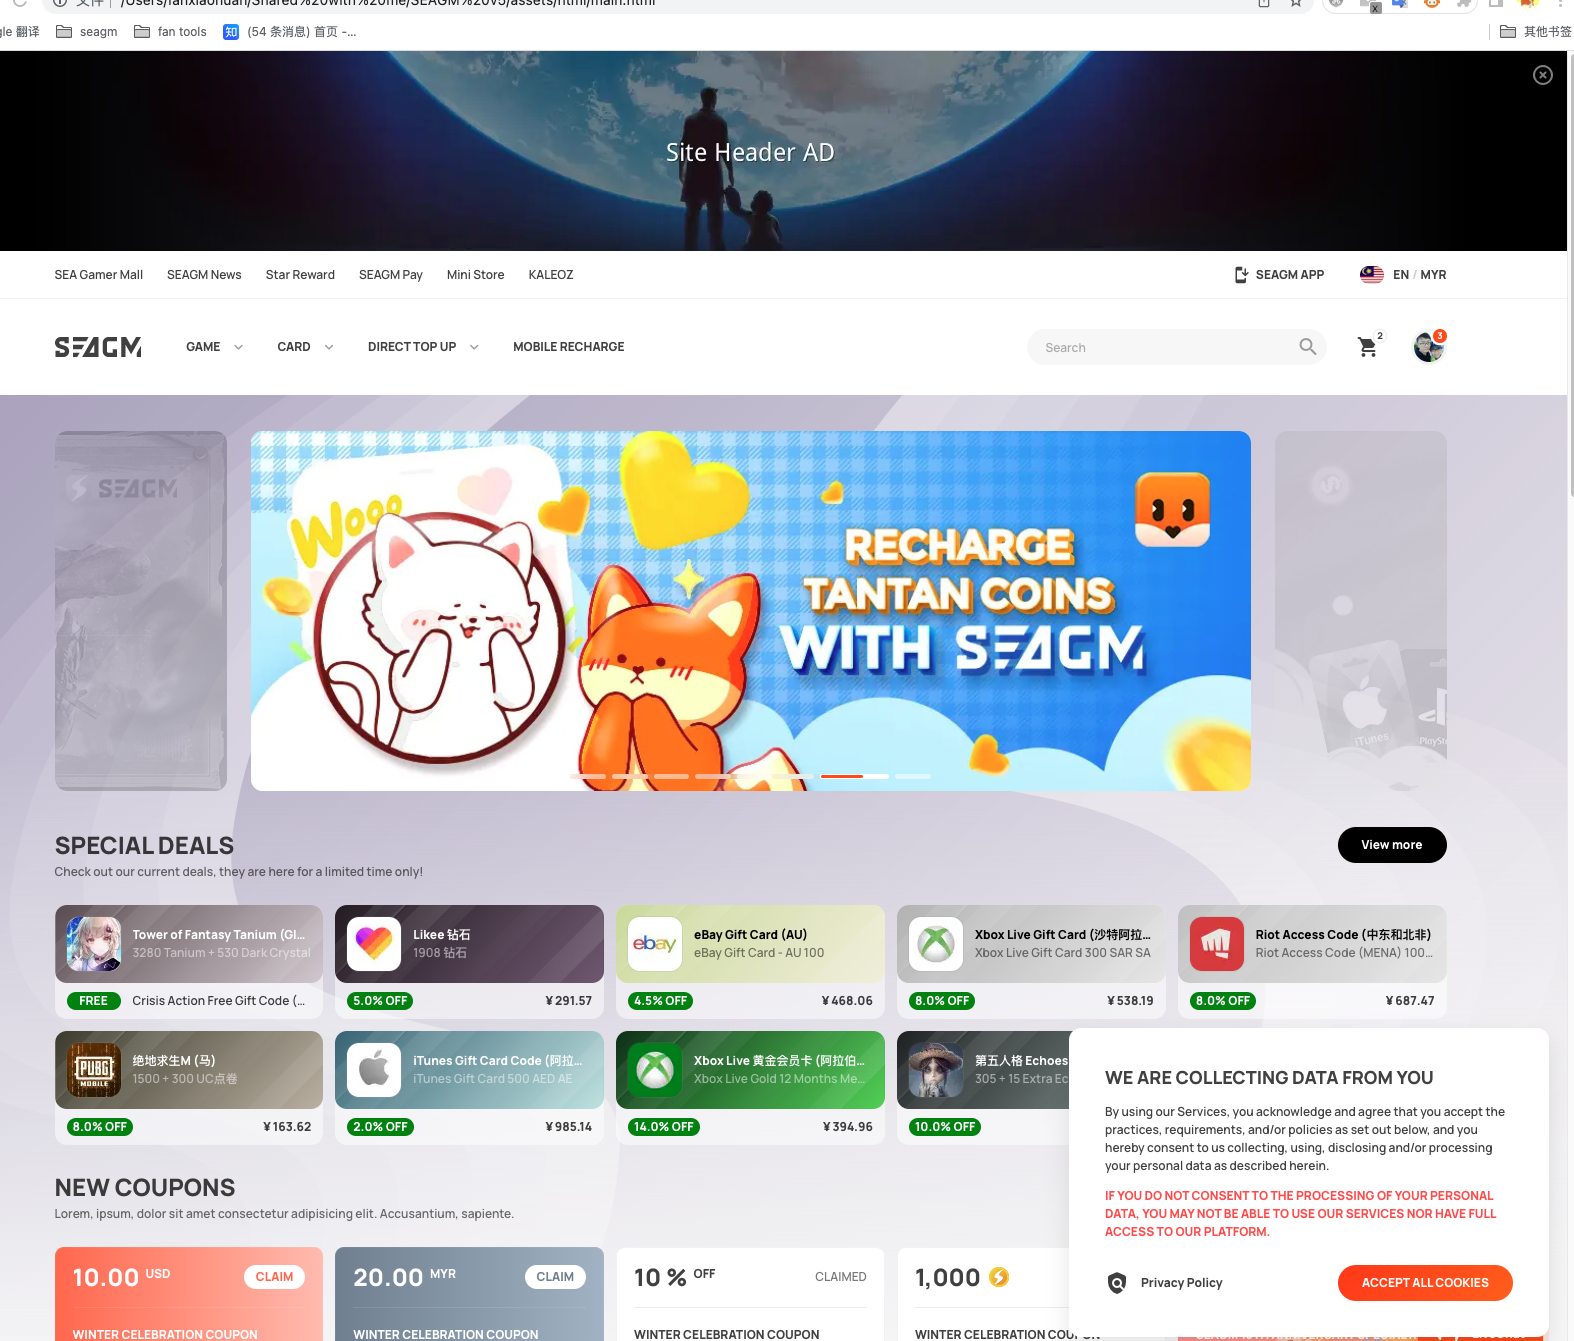 /Users/fanxiaohuan/Shared%20with%20me/SEAGM%20v5/assets/html/main.html
gle 翻译
seagm
fan tools
知 (54 条消息) 首页 -...
其他书签
Site Header AD
SEA Gamer Mall
SEAGM News
Star Reward
SEAGM Pay
Mini Store
KALEOZ
SEAGM APP
EN / MYR
SEAGM
GAME
CARD
DIRECT TOP UP
MOBILE RECHARGE
Search
2
3
SEAGM
Wooo
RECHARGE
TANTAN COINS
WITH SEAGM
iTunes
PlaySt
SPECIAL DEALS
View more
Check out our current deals, they are here for a limited time only!
Tower of Fantasy Tanium (Gl...
3280 Tanium + 530 Dark Crystal
FREE
Crisis Action Free Gift Code (...
Likee 钻石
1908 钻石
5.0% OFF
¥ 291.57
ebay
eBay Gift Card (AU)
eBay Gift Card - AU 100
4.5% OFF
¥ 468.06
Xbox Live Gift Card (沙特阿拉...
Xbox Live Gift Card 300 SAR SA
8.0% OFF
¥ 538.19
Riot Access Code (中东和北非)
Riot Access Code (MENA) 100...
8.0% OFF
¥ 687.47
PUBG
MOBILE
绝地求生M (马)
1500 + 300 UC点卷
8.0% OFF
¥ 163.62
iTunes Gift Card Code (阿拉...
iTunes Gift Card 500 AED AE
2.0% OFF
¥ 985.14
Xbox Live 黄金会员卡 (阿拉伯...
Xbox Live Gold 12 Months Me...
14.0% OFF
¥ 394.96
第五人格 Echoes
305 + 15 Extra Ec
10.0% OFF
NEW COUPONS
Lorem, ipsum, dolor sit amet consectetur adipisicing elit. Accusantium, sapiente.
10.00 USD
CLAIM
WINTER CELEBRATION COUPON
20.00 MYR
CLAIM
WINTER CELEBRATION COUPON
10 % OFF
CLAIMED
WINTER CELEBRATION COUPON
1,000
WINTER CELEBRATION COUPON
WE ARE COLLECTING DATA FROM YOU
By using our Services, you acknowledge and agree that you accept the
practices, requirements, and/or policies as set out below, and you
hereby consent to us collecting, using, disclosing and/or processing
your personal data as described herein.
IF YOU DO NOT CONSENT TO THE PROCESSING OF YOUR PERSONAL
DATA, YOU MAY NOT BE ABLE TO USE OUR SERVICES NOR HAVE FULL
ACCESS TO OUR PLATFORM.
Privacy Policy
ACCEPT ALL COOKIES